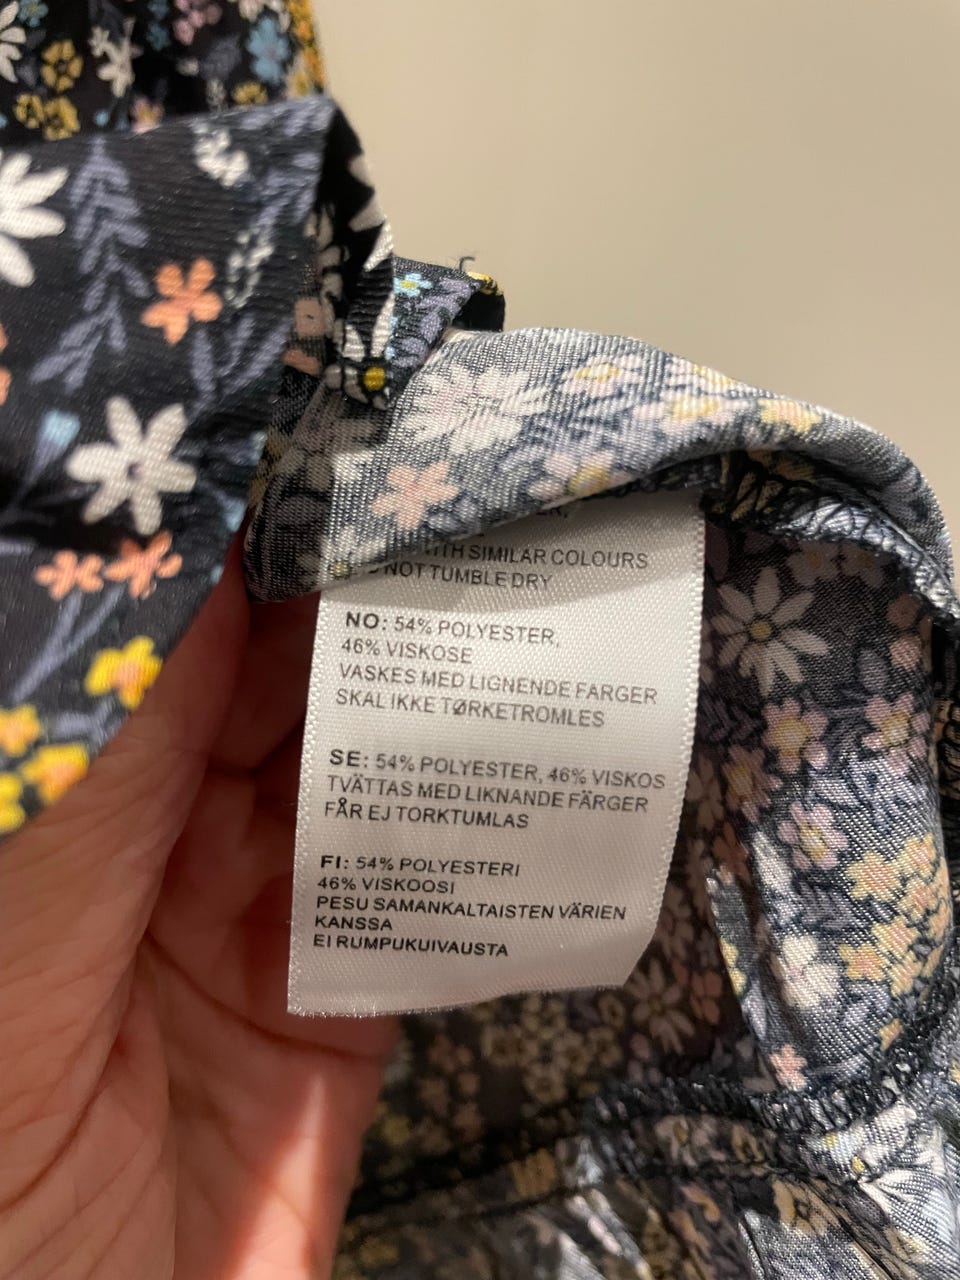 WITH SIMILAR COLOURS
NOT TUMBLE DRY
NO: 54% POLYESTER,
46% VISKOSE
VASKES MED LIGNENDE FARGER
SKAL IKKE TØRKETROMLES
SE: 54% POLYESTER, 46% VISKOS
TVÄTTAS MED LIKNANDE FÄRGER
FÅR EJ TORKTUMLAS
FI: 54% POLYESTERI
46% VISKOOSI
PESU SAMANKALTAISTEN VÄRIEN
KANSSA
EI RUMPUKUIVAUSTA